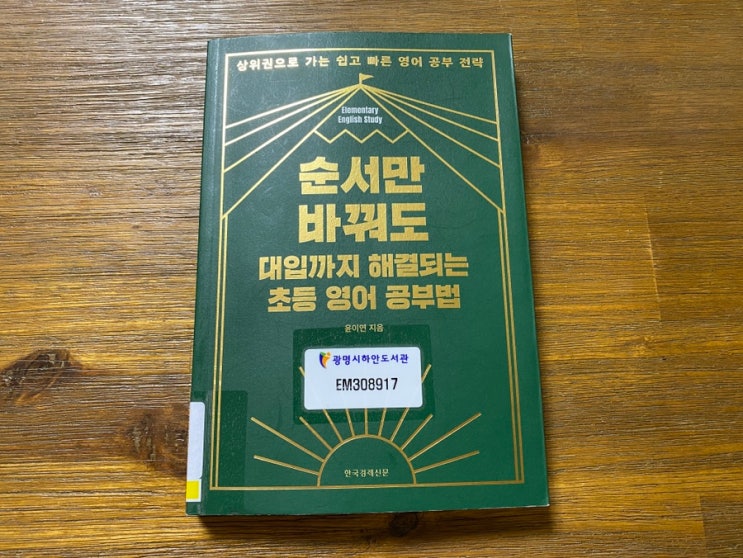 상위권으로 가는 쉽고 빠른 영어 공부 전략
Elementary
English Study
순서만
바꿔도
대입까지 해결되는
초등 영어 공부법
윤이연 지음
광명시하안도서관
EM308917
한국경제신문